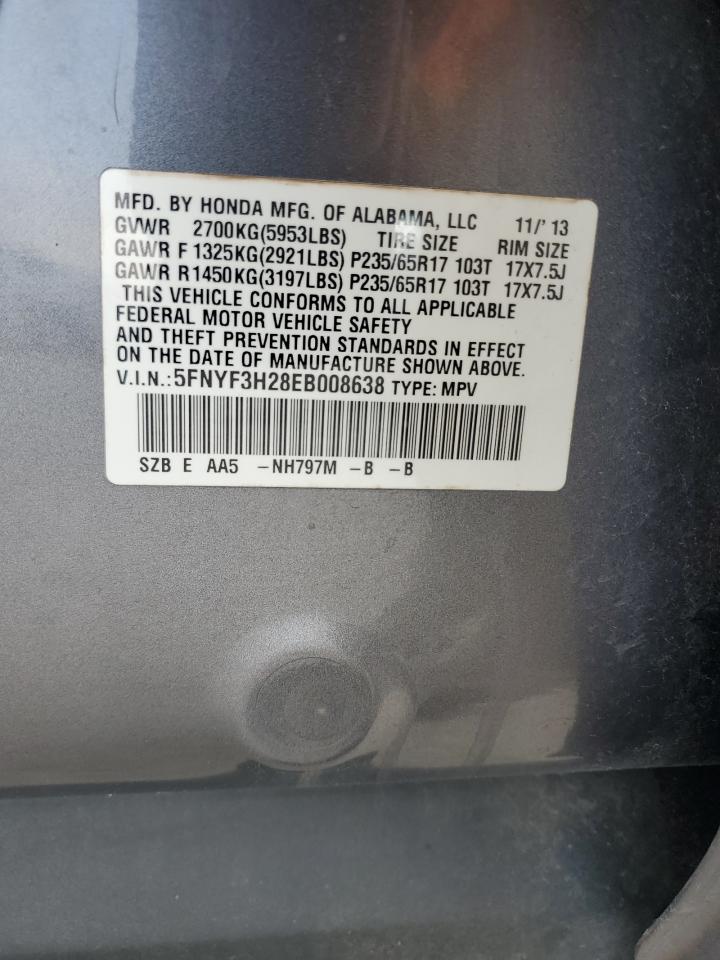 MFD. BY HONDA MFG. OF ALABAMA, LLC 11/'13
GVWR 2700KG(5953LBS) TIRE SIZE RIM SIZE
GAWR F 1325KG(2921LBS) P235/65R17 103T 17X7.5J
GAWR R1450KG(3197LBS) P235/65R17 103T 17X7.5J
THIS VEHICLE CONFORMS TO ALL APPLICABLE
FEDERAL MOTOR VEHICLE SAFETY
AND THEFT PREVENTION STANDARDS IN EFFECT
ON THE DATE OF MANUFACTURE SHOWN ABOVE.
V.I.N.: 5FNYF3H28EB008638 TYPE: MPV
SZB E AA5 -NH797M -B -B